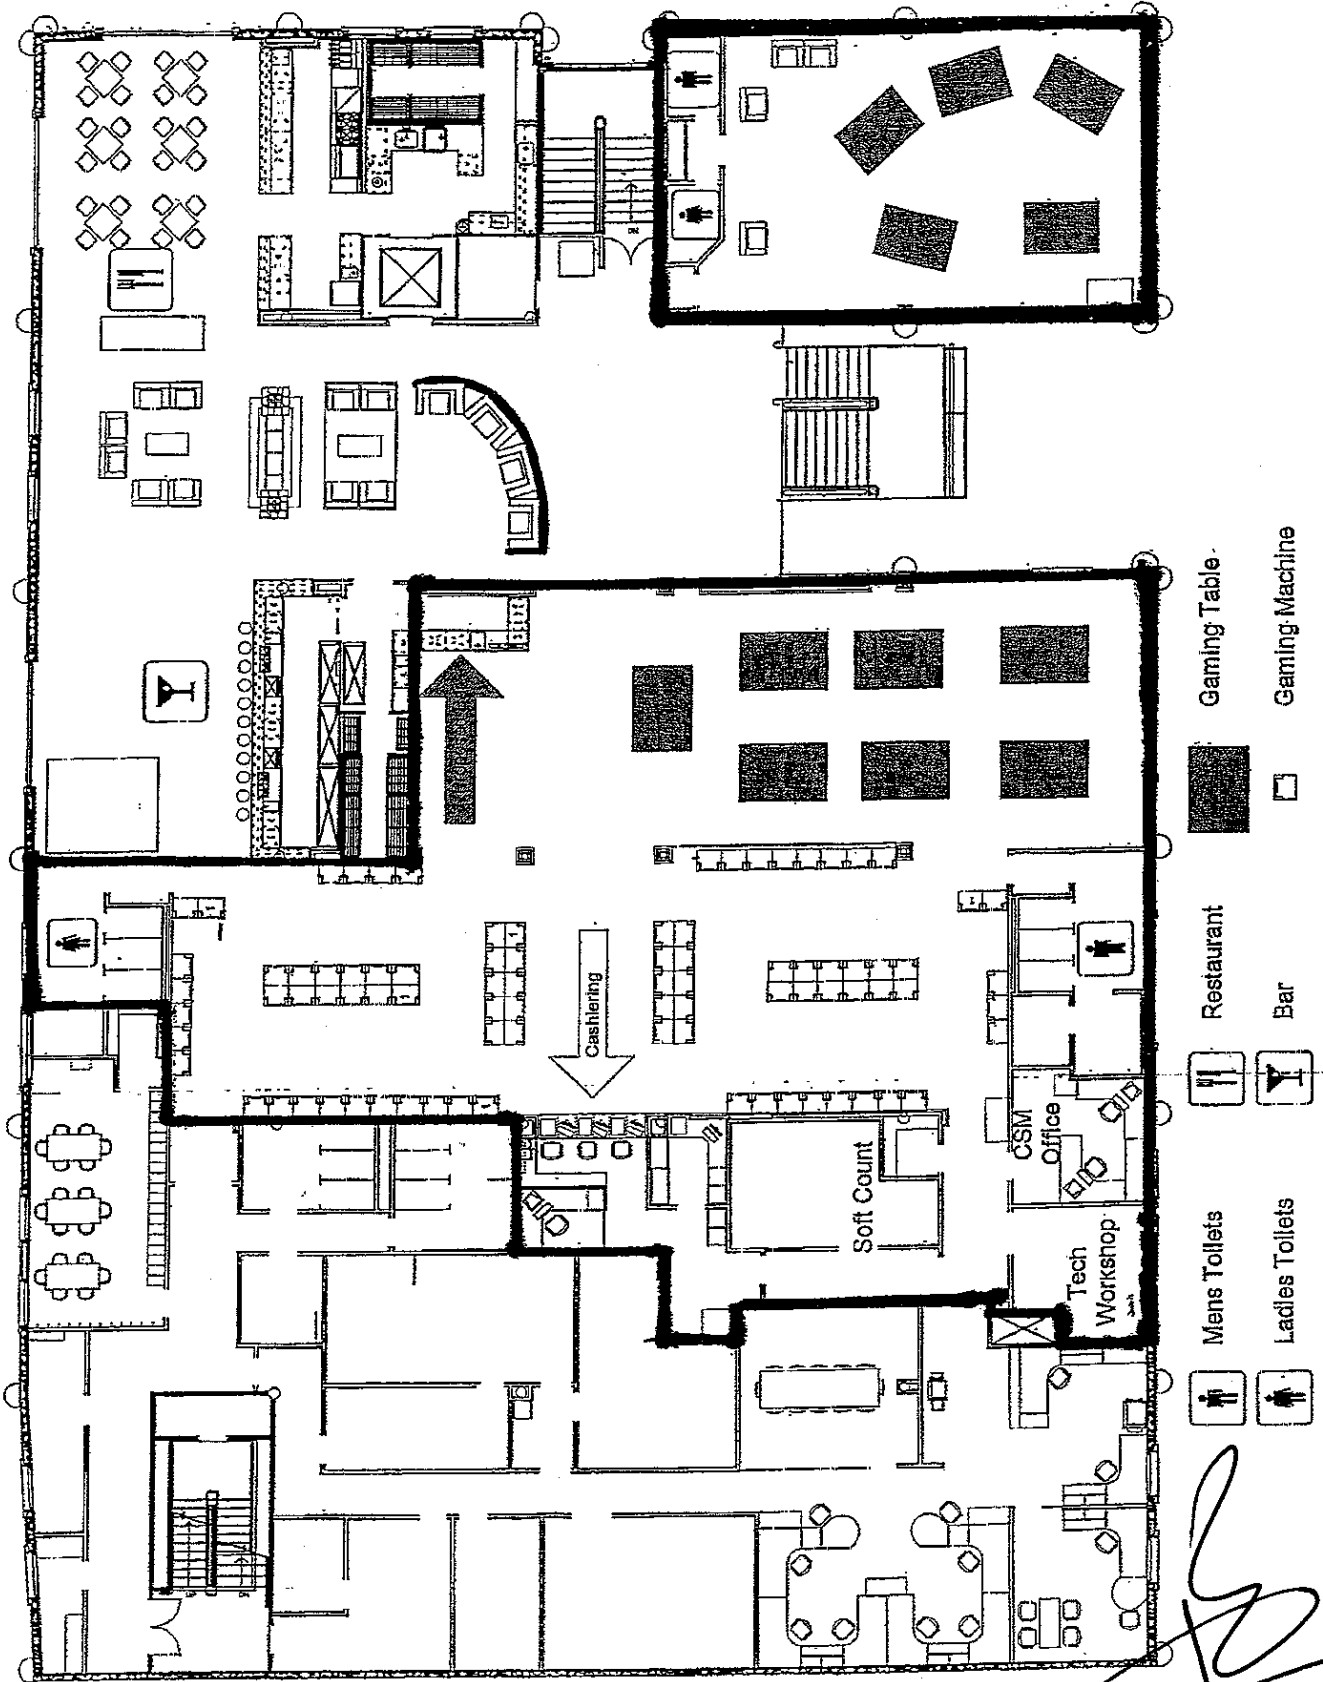 Cashiering
Soft Count
CSM
Office
Tech
Workshop
Mens Toilets
Ladies Toilets
Restaurant
Bar
Gaming Table
Gaming Machine